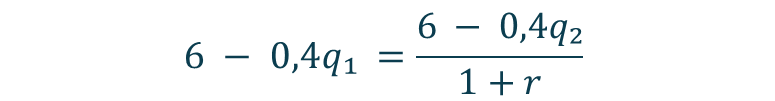 6 − 0,4q₁ = (6 − 0,4q₂)/(1 + r)